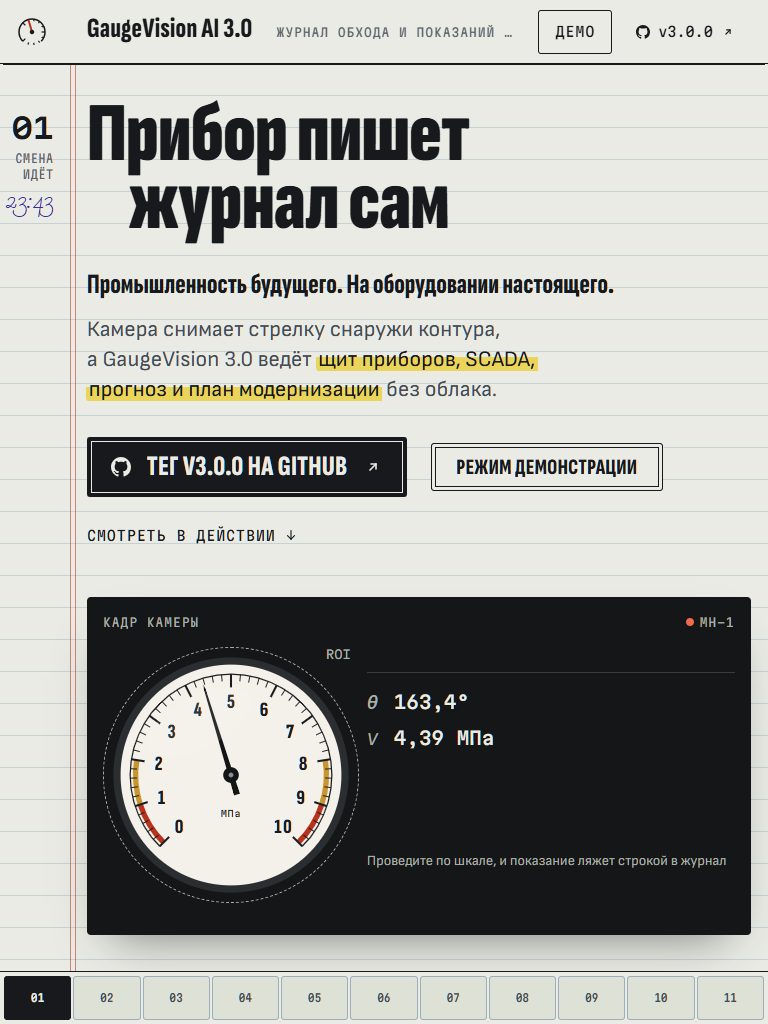 GaugeVision AI 3.0
ЖУРНАЛ ОБХОДА И ПОКАЗАНИЙ …
ДЕМО
v3.0.0 ↗
01
СМЕНА
ИДЁТ
23:43
Прибор пишет
журнал сам
Промышленность будущего. На оборудовании настоящего.
Камера снимает стрелку снаружи контура,
а GaugeVision 3.0 ведёт щит приборов, SCADA,
прогноз и план модернизации без облака.
ТЕГ V3.0.0 НА GITHUB ↗
РЕЖИМ ДЕМОНСТРАЦИИ
СМОТРЕТЬ В ДЕЙСТВИИ ↓
КАДР КАМЕРЫ
МН-1
ROI
0 1 2 3 4 5 6 7 8 9 10
МПа
θ 163,4°
V 4,39 МПа
Проведите по шкале, и показание ляжет строкой в журнал
01 02 03 04 05 06 07 08 09 10 11